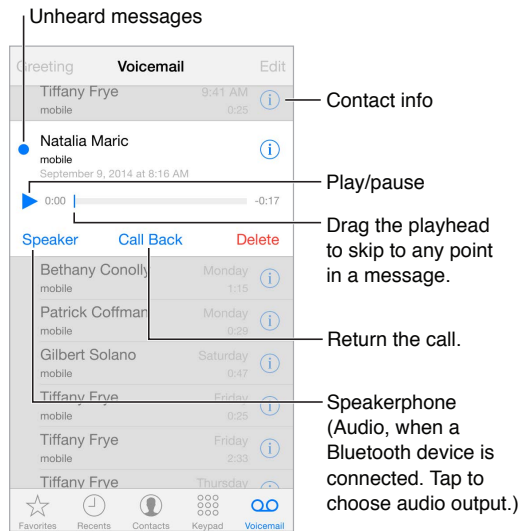 Unheard messages
Greeting Voicemail Edit
Tiffany Frye 9:41 AM
mobile 0:25
Contact info
Natalia Maric
mobile
September 9, 2014 at 8:16 AM
Play/pause
0:00 -0:17
Drag the playhead
to skip to any point
in a message.
Speaker Call Back Delete
Bethany Conolly Monday
mobile 1:15
Patrick Coffman Monday
mobile 0:29
Return the call.
Gilbert Solano Saturday
mobile 0:47
Tiffany Frye Friday
mobile 0:25
Speakerphone
(Audio, when a
Bluetooth device is
connected. Tap to
choose audio output.)
Tiffany Frye Friday
mobile 2:33
Tiffany Frye Thursday
Favorites Recents Contacts Keypad Voicemail